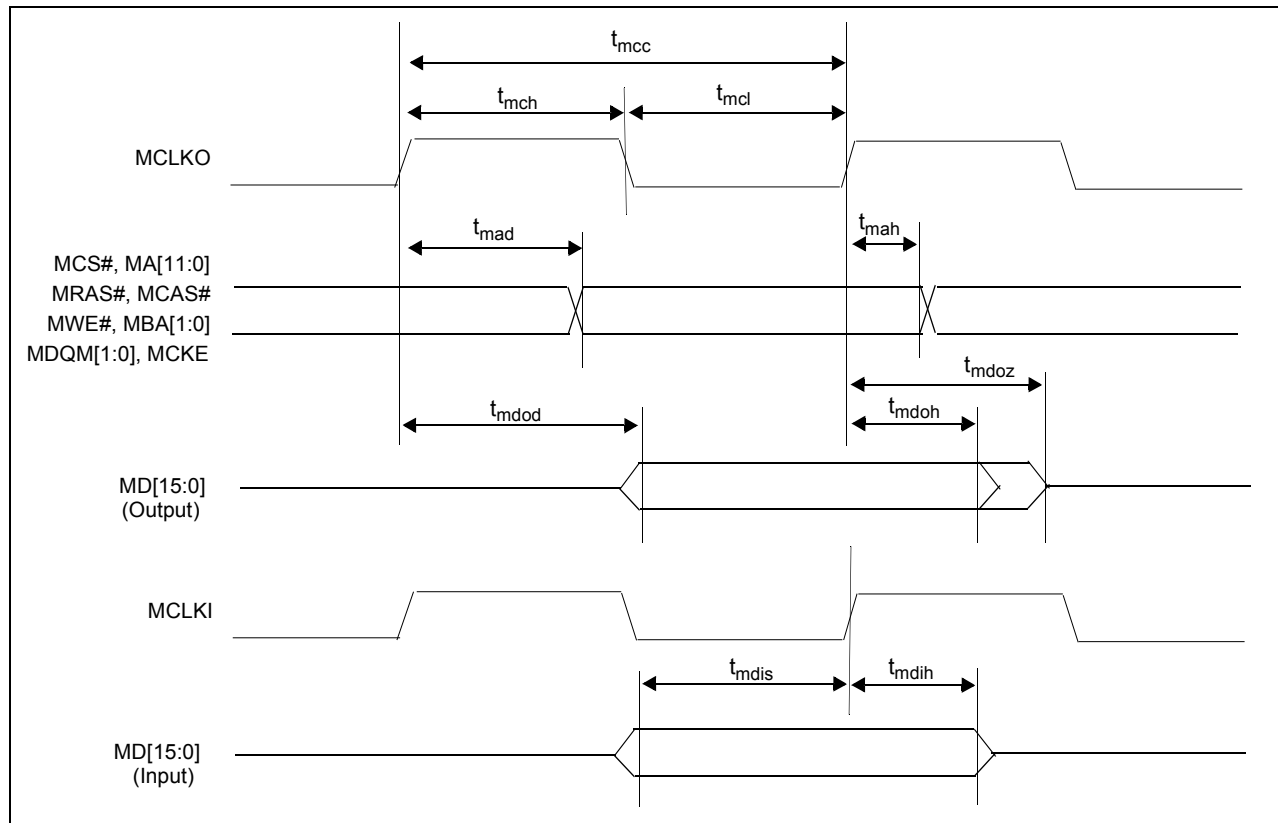 tmcc
tmch
tmcl
MCLKO
tmad
tmah
MCS#, MA[11:0]
MRAS#, MCAS#
MWE#, MBA[1:0]
MDQM[1:0], MCKE
tmdoz
tmdod
tmdoh
MD[15:0]
(Output)
MCLKI
tmdis
tmdih
MD[15:0]
(Input)